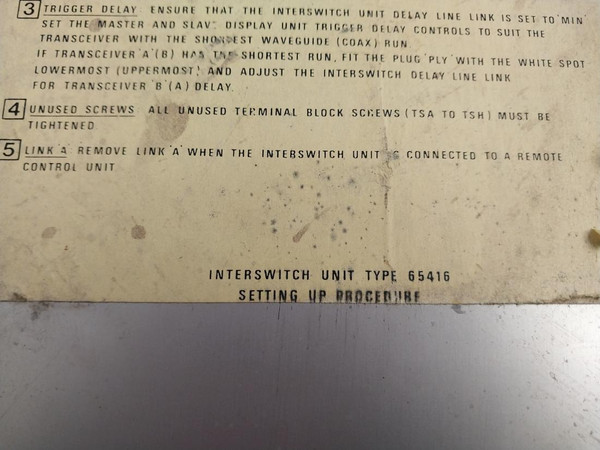 3 TRIGGER DELAY. ENSURE THAT THE INTERSWITCH UNIT DELAY LINE LINK IS SET TO 'MIN'
SET THE MASTER AND SLAVE DISPLAY UNIT TRIGGER DELAY CONTROLS TO SUIT THE
TRANSCEIVER WITH THE SHORTEST WAVEGUIDE (COAX) RUN.
IF TRANSCEIVER 'A' (B) HAS THE SHORTEST RUN, FIT THE PLUG 'PLY' WITH THE WHITE SPOT
LOWERMOST (UPPERMOST) AND ADJUST THE INTERSWITCH DELAY LINE LINK
FOR TRANSCEIVER 'B' (A) DELAY.
4 UNUSED SCREWS ALL UNUSED TERMINAL BLOCK SCREWS (TSA TO TSH) MUST BE
TIGHTENED
5 LINK 'A' REMOVE LINK 'A' WHEN THE INTERSWITCH UNIT IS CONNECTED TO A REMOTE
CONTROL UNIT
INTERSWITCH UNIT TYPE 65416
SETTING UP PROCEDURE